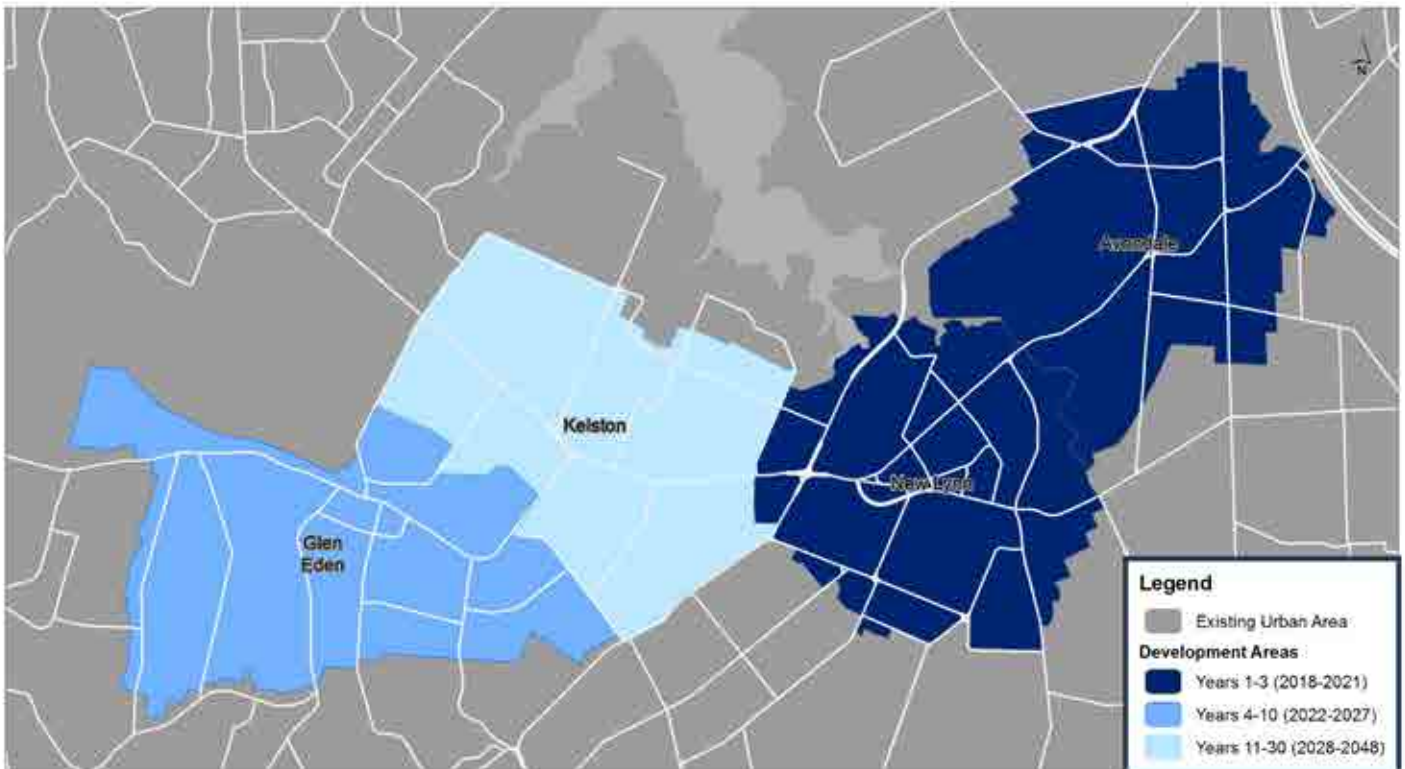 N
Avondale
Kelston
New Lynn
Glen
Eden
Legend
Existing Urban Area
Development Areas
Years 1-3 (2018-2021)
Years 4-10 (2022-2027)
Years 11-30 (2028-2048)